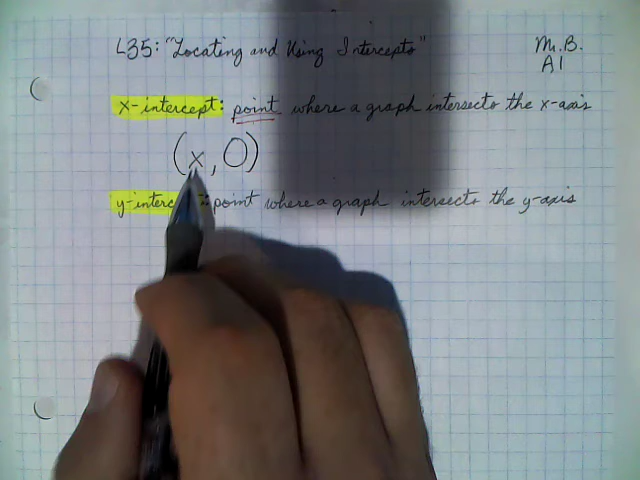 L35: "Locating and Using Intercepts"
M.B.
A1
x-intercept: point where a graph intersects the x-axis
(x, 0)
point where a graph intersects the y-axis